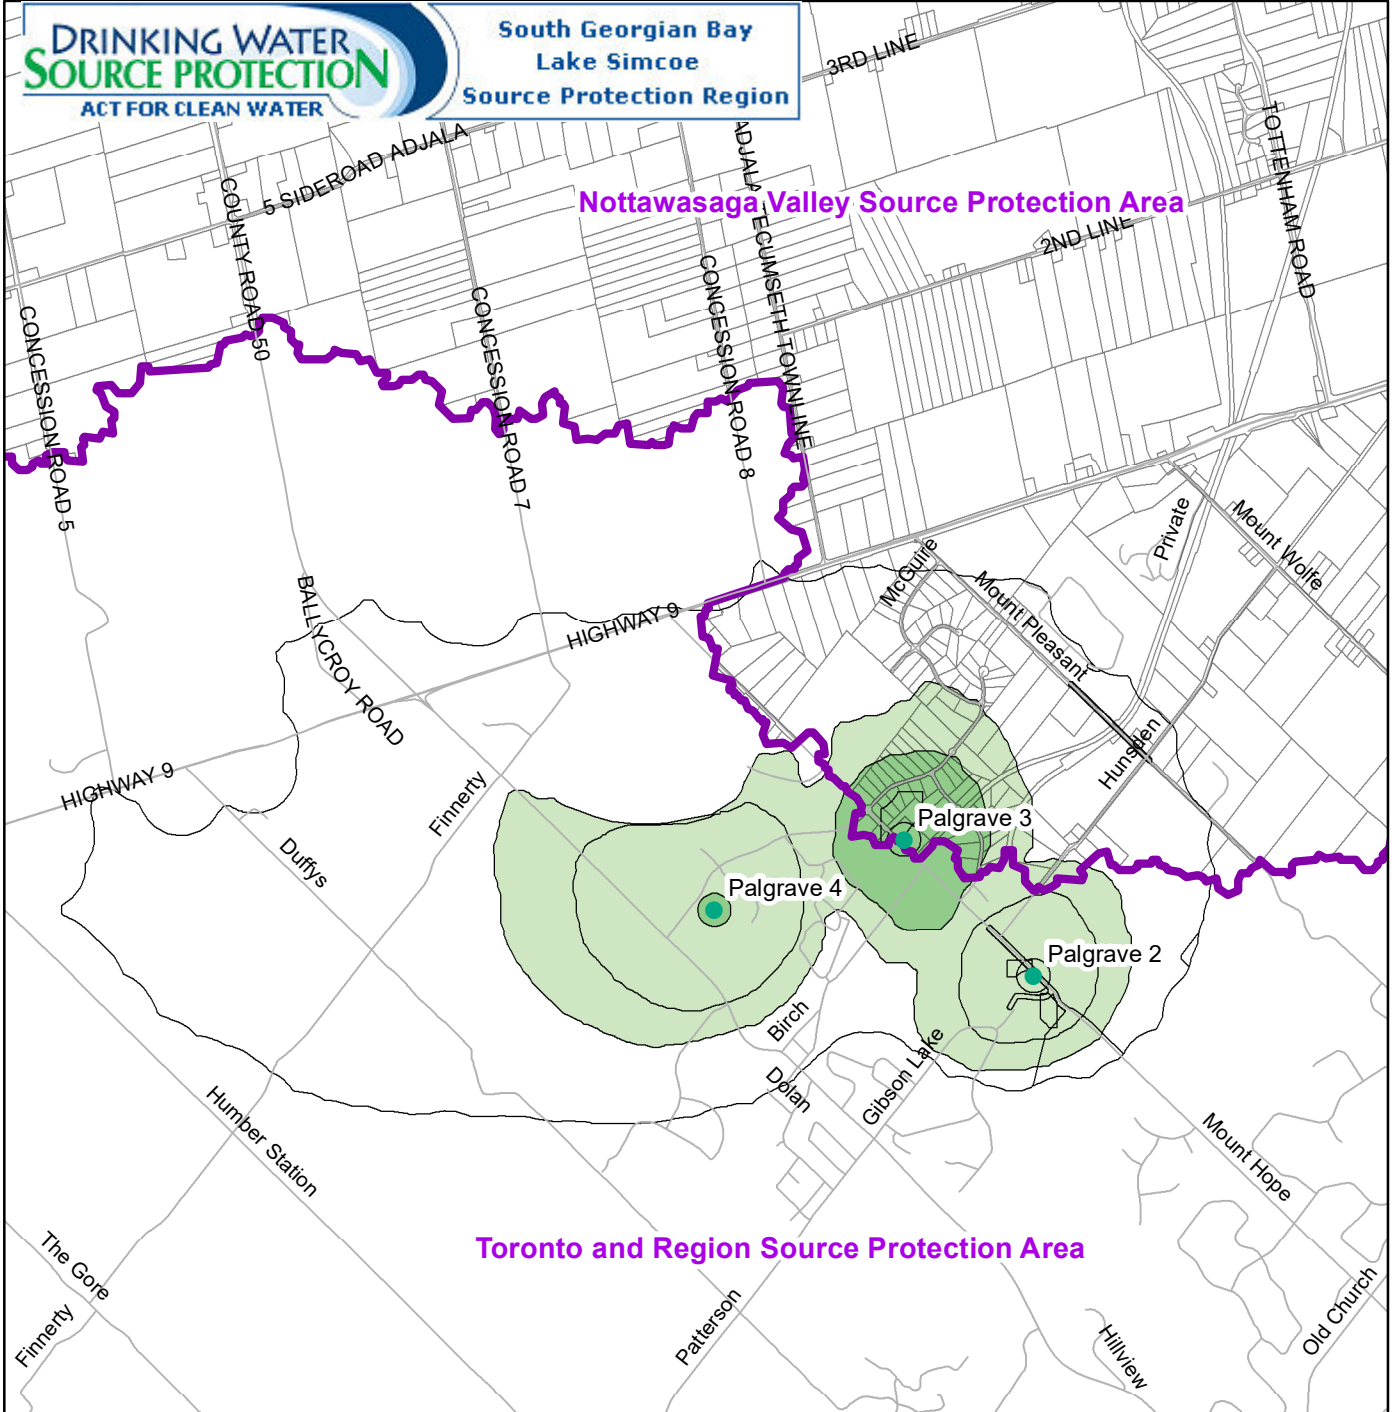 DRINKING WATER
SOURCE PROTECTION
ACT FOR CLEAN WATER
South Georgian Bay
Lake Simcoe
Source Protection Region
3RD LINE
TOTTENHAM ROAD
5 SIDEROAD ADJALA
COUNTY ROAD 50
ADJALA TECUMSETH TOWNLINE
Nottawasaga Valley Source Protection Area
2ND LINE
CONCESSION ROAD 5
CONCESSION ROAD 7
CONCESSION ROAD 8
Private
Mount Wolfe
McGuire
Mount Pleasant
BALLYCROY ROAD
HIGHWAY 9
Hunsden
HIGHWAY 9
Finnerty
Duffys
Palgrave 3
Palgrave 4
Palgrave 2
Birch
Dolan
Gibson Lake
Humber Station
Mount Hope
The Gore
Toronto and Region Source Protection Area
Finnerty
Patterson
Hillview
Old Church